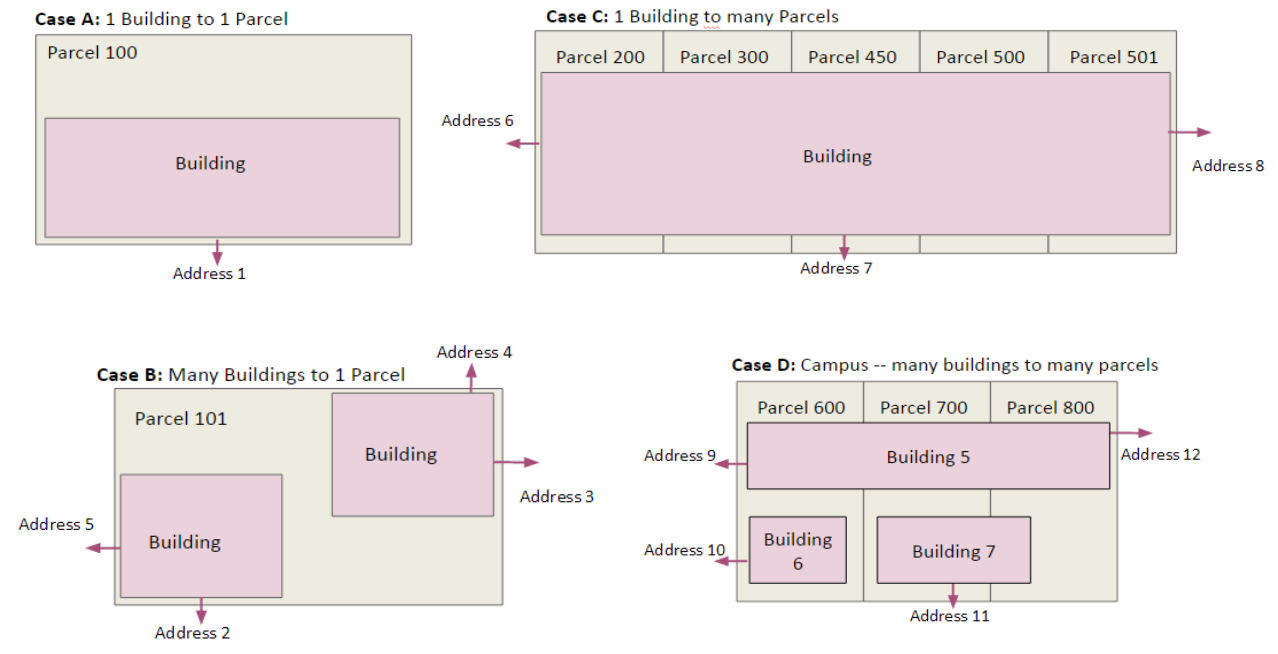 Case A: 1 Building to 1 Parcel
Parcel 100
Building
Address 1
Case C: 1 Building to many Parcels
Parcel 200
Parcel 300
Parcel 450
Parcel 500
Parcel 501
Address 6
Building
Address 8
Address 7
Case B: Many Buildings to 1 Parcel
Address 4
Parcel 101
Building
Address 3
Address 5
Building
Address 2
Case D: Campus -- many buildings to many parcels
Parcel 600
Parcel 700
Parcel 800
Address 9
Building 5
Address 12
Address 10
Building
6
Building 7
Address 11